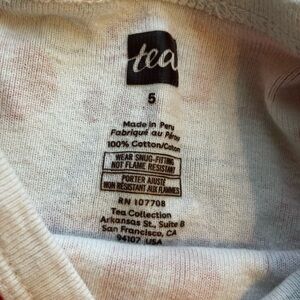 tea
5
Made in Peru
Fabriqué au Pérou
100% Cotton/Coton
WEAR SNUG-FITTING
NOT FLAME RESISTANT
PORTER AJUSTÉ
NON RÉSISTANT AUX FLAMMES
RN 107708
Tea Collection
Arkansas St., Suite B
San Francisco, CA
94107 USA